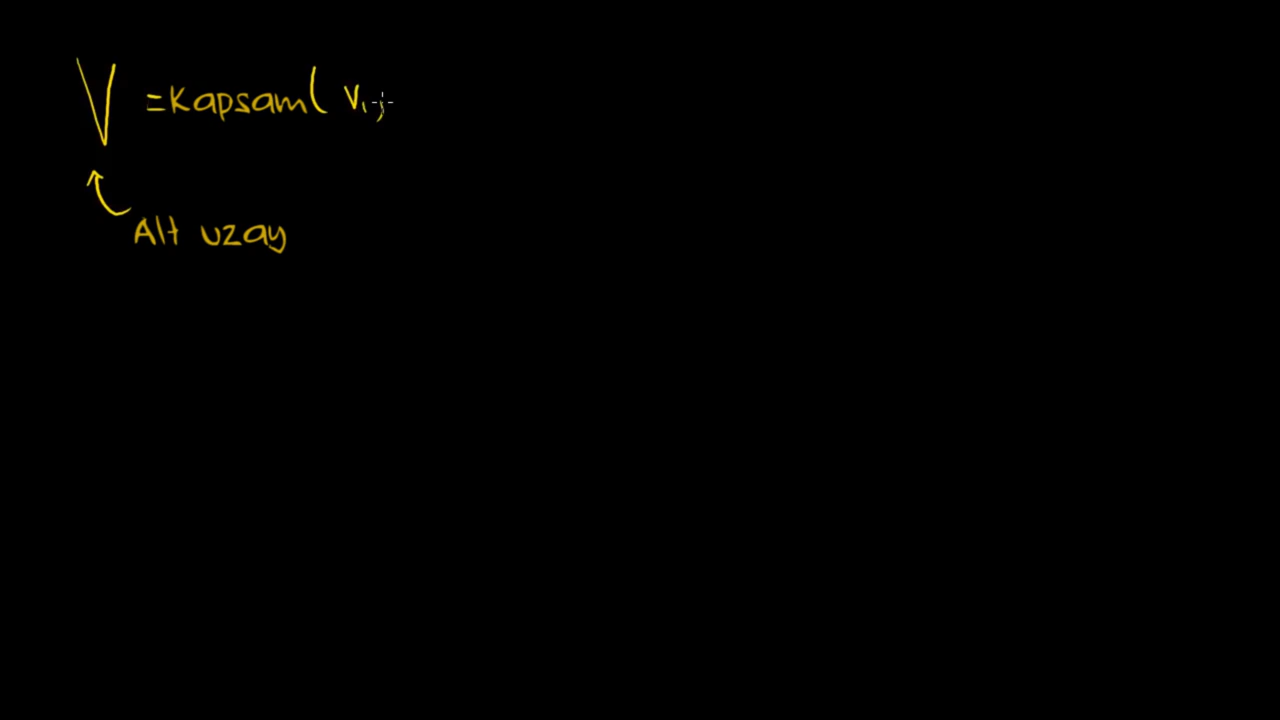 V = Kapsam( v₁,
Alt uzay